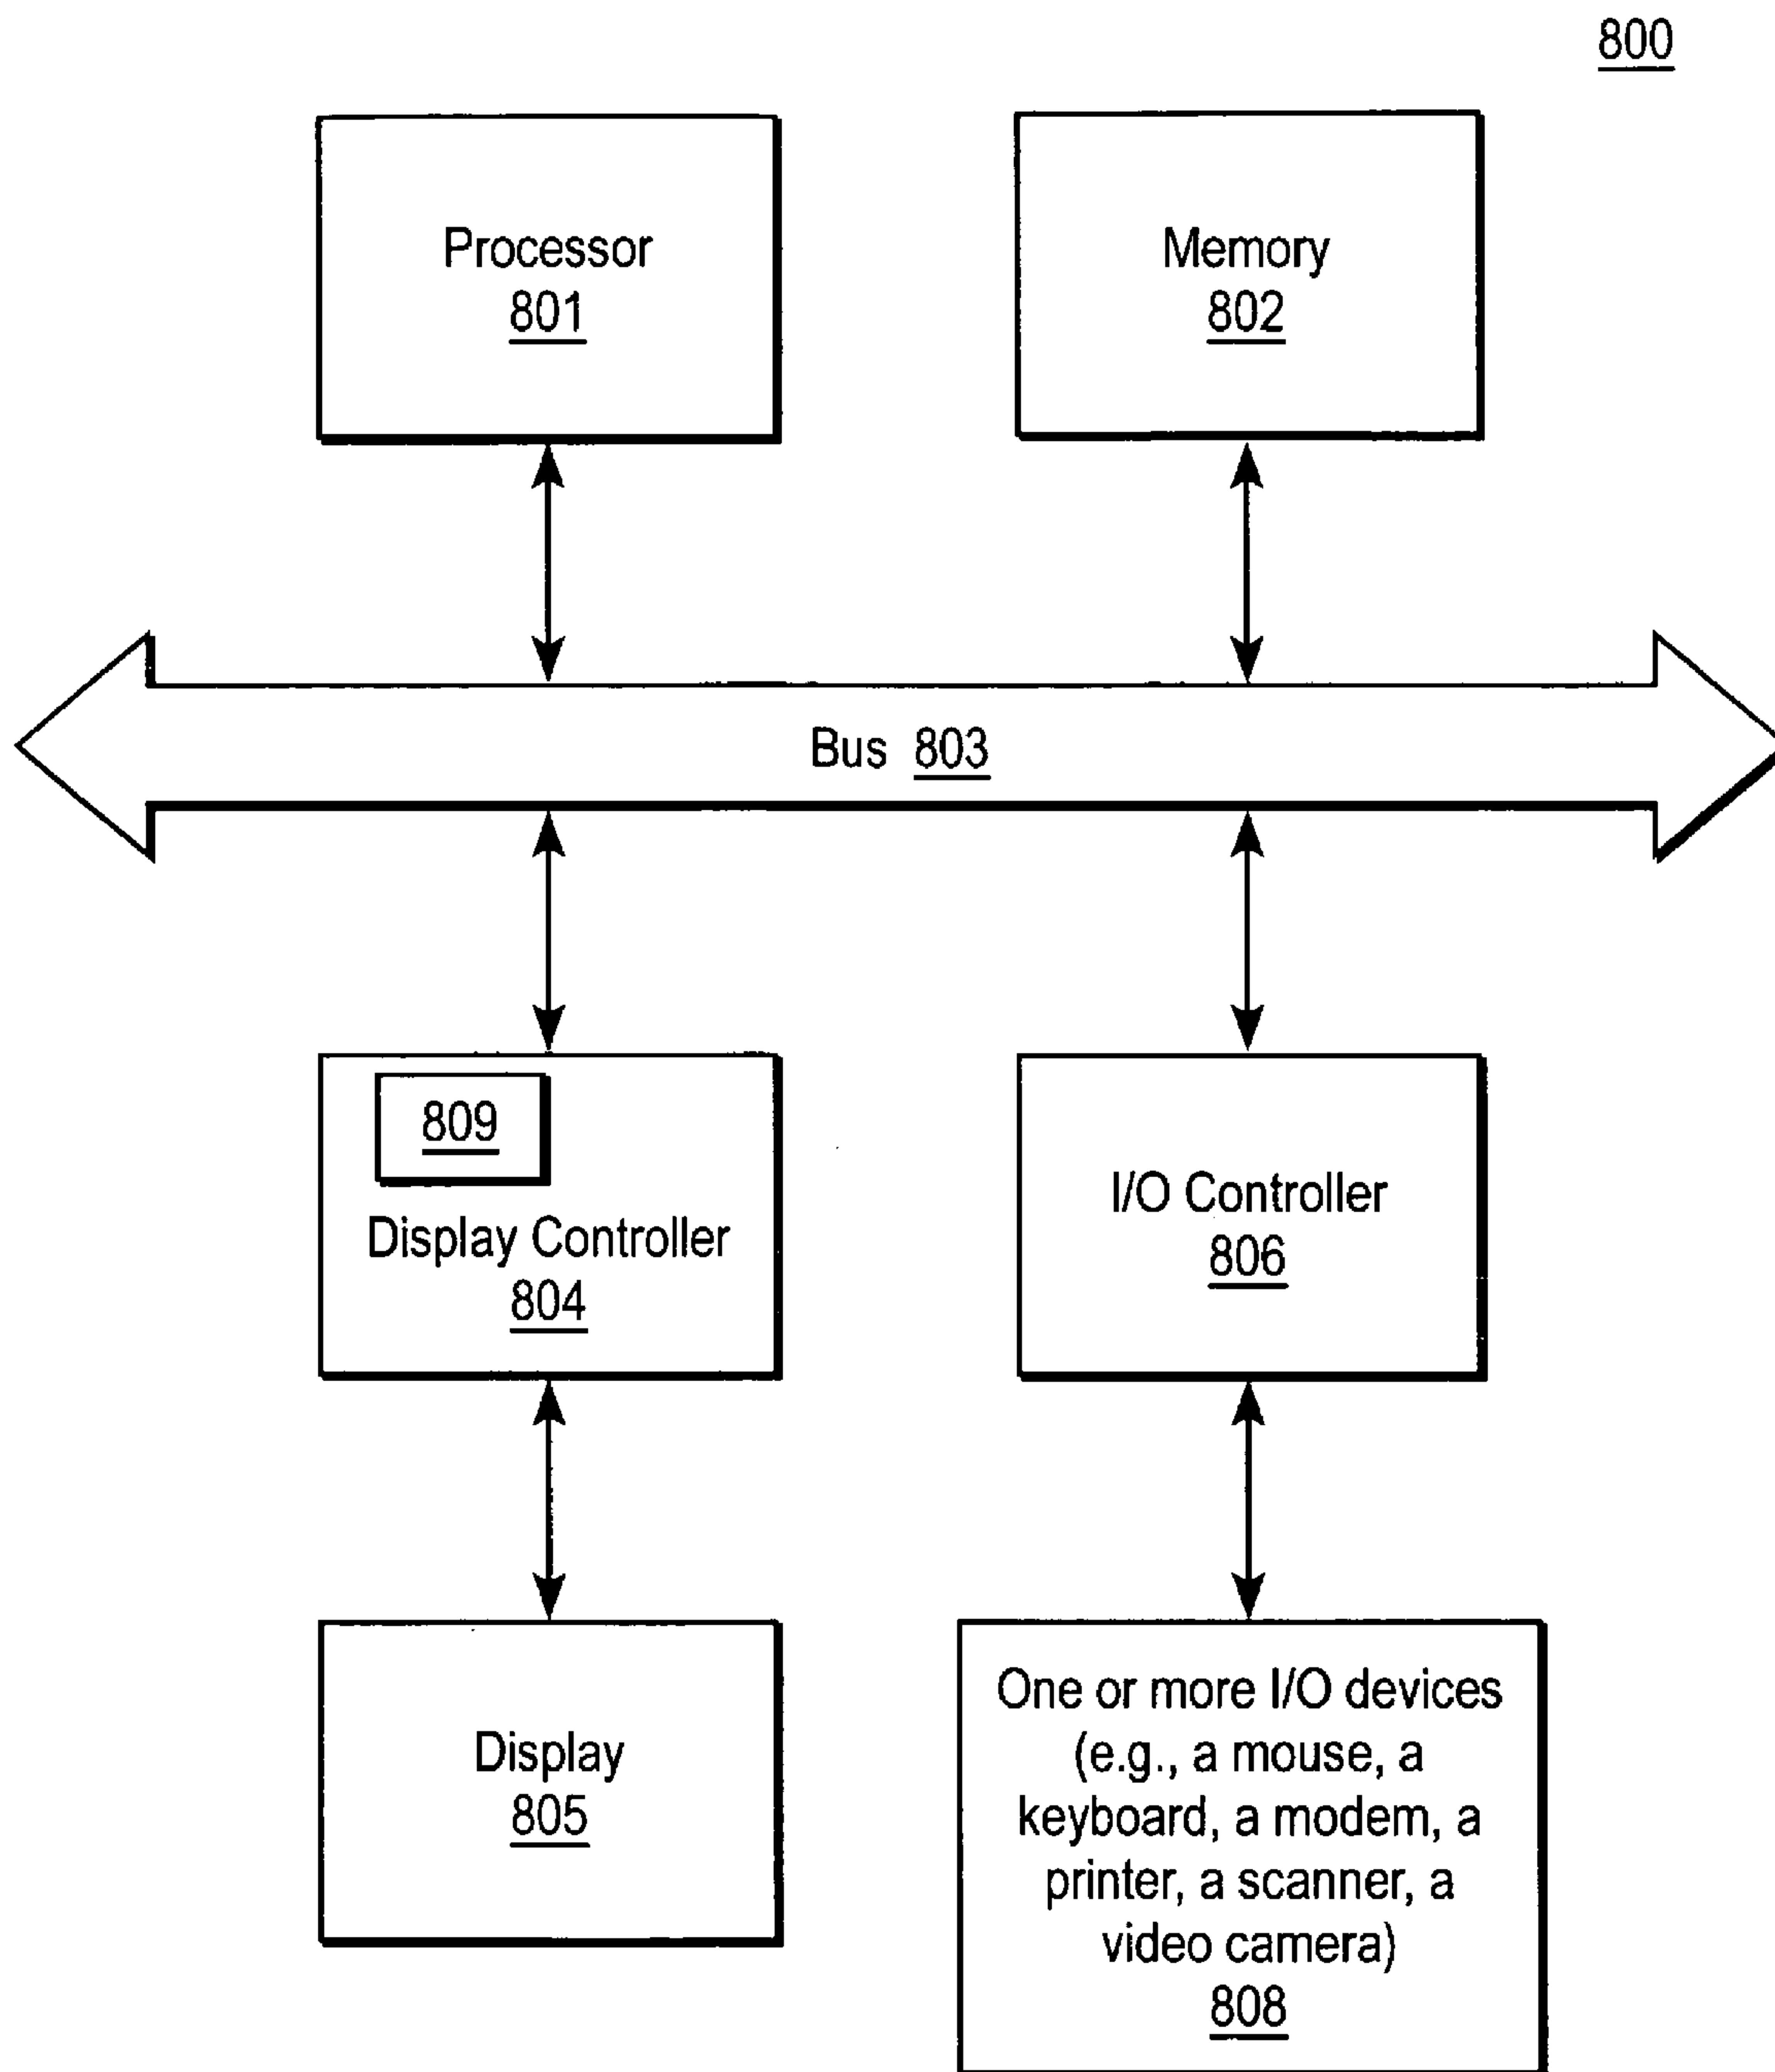 800
Processor
801
Memory
802
Bus 803
809
Display Controller
804
I/O Controller
806
Display
805
One or more I/O devices
(e.g., a mouse, a
keyboard, a modem, a
printer, a scanner, a
video camera)
808